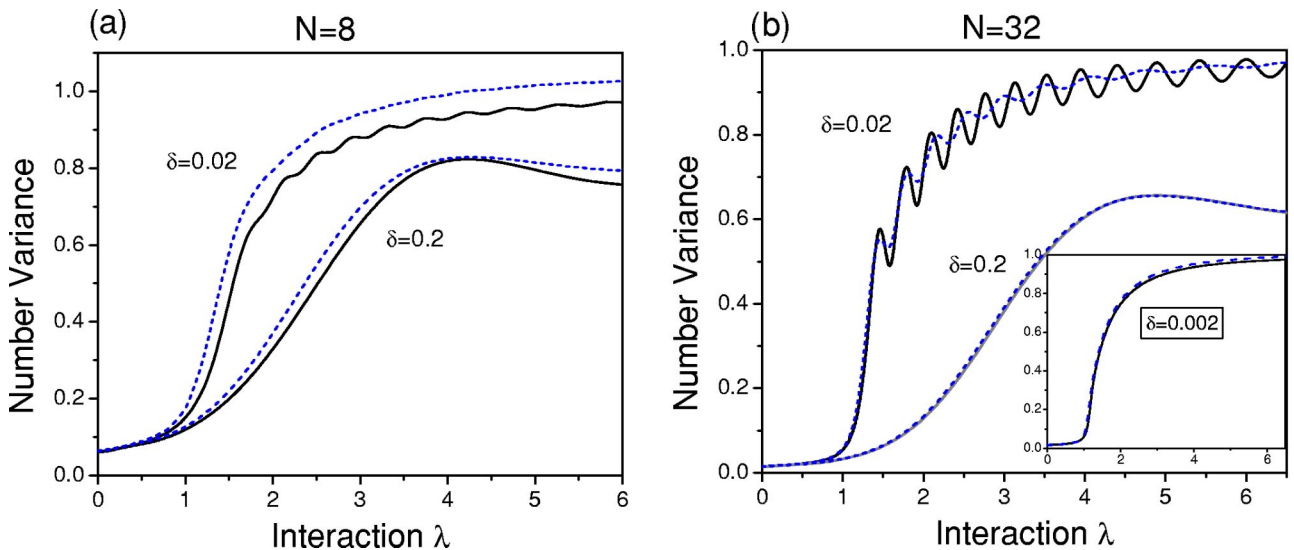 (a)
N=8
Number Variance
1.0
0.8
0.6
0.4
0.2
0.0
δ=0.02
δ=0.2
0 1 2 3 4 5 6
Interaction λ
(b)
N=32
Number Variance
1.0
0.8
0.6
0.4
0.2
0.0
δ=0.02
δ=0.2
1.0
0.8
0.6
0.4
0.2
0.0
δ=0.002
0 2 4 6
0 1 2 3 4 5 6
Interaction λ